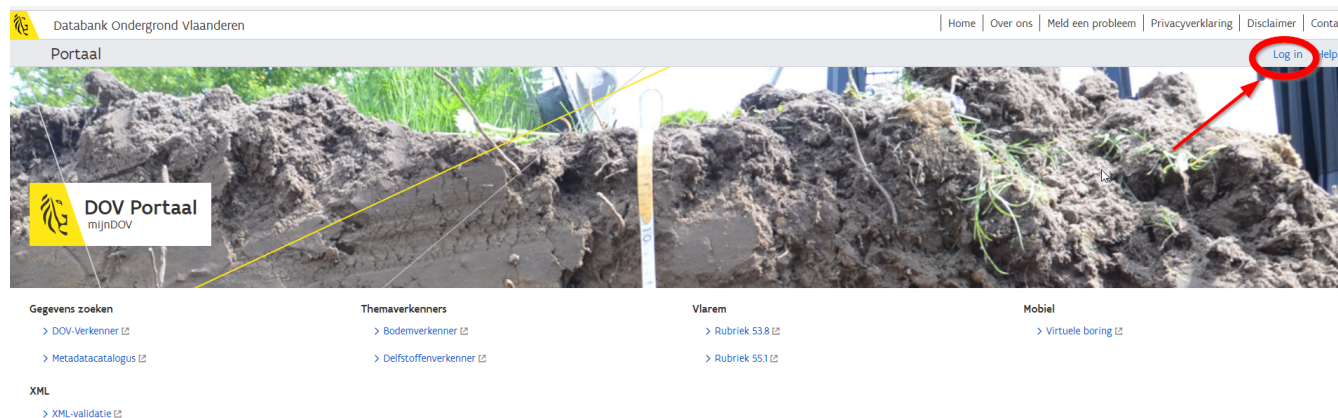 Databank Ondergrond Vlaanderen
Home Over ons Meld een probleem Privacyverklaring Disclaimer Conta
Portaal
Log in Help
DOV Portaal
mijnDOV
10
Gegevens zoeken Themaverkenners Vlarem Mobiel
DOV-Verkenner Bodemverkenner Rubriek 53.8 Virtuele boring
Metadatacatalogus Delfstoffenverkenner Rubriek 55.1
XML
XML-validatie